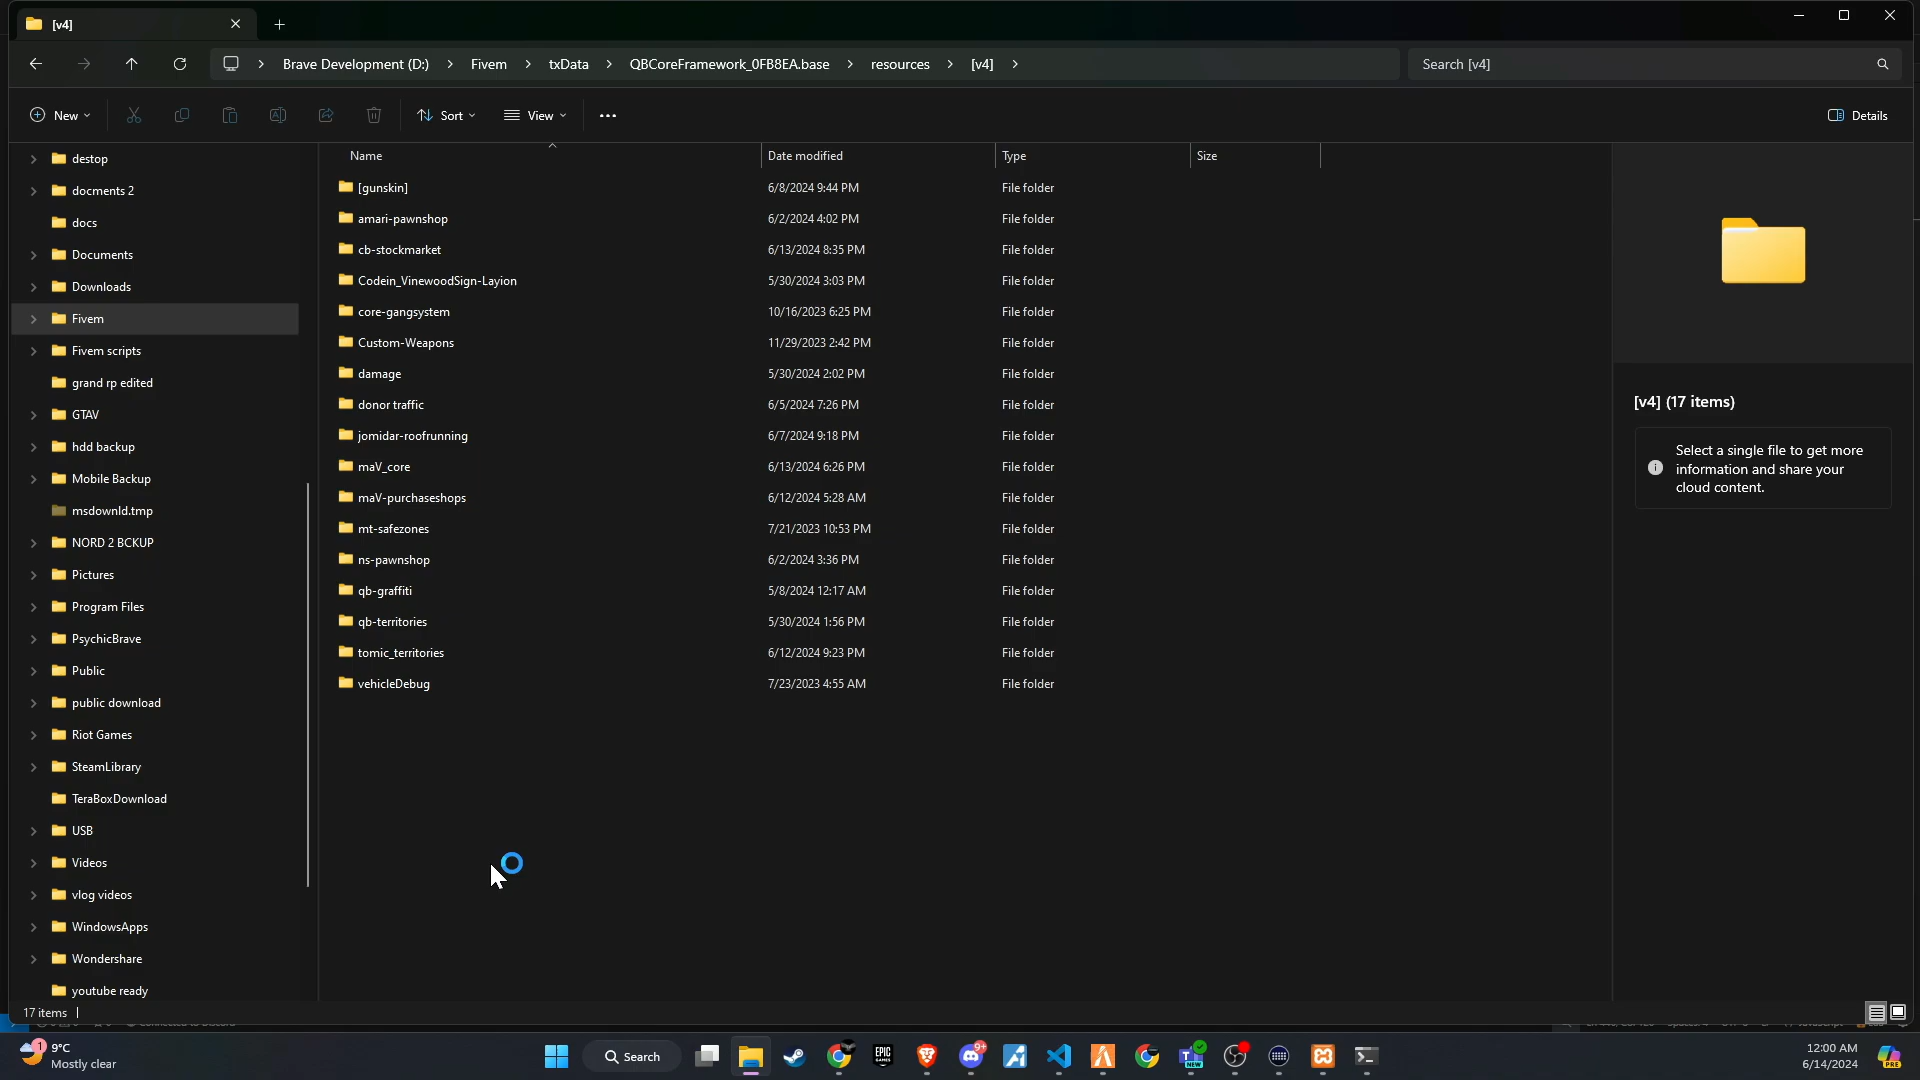 [v4]
Brave Development (D:) Fivem txData QBCoreFramework_0FB8EA.base resources [v4]
Search [v4]
New Sort View Details
destop
docments 2
docs
Documents
Downloads
Fivem
Fivem scripts
grand rp edited
GTAV
hdd backup
Mobile Backup
msdownld.tmp
NORD 2 BCKUP
Pictures
Program Files
PsychicBrave
Public
public download
Riot Games
SteamLibrary
TeraBoxDownload
USB
Videos
vlog videos
WindowsApps
Wondershare
youtube ready
Name Date modified Type Size
[gunskin] 6/8/2024 9:44 PM File folder
amari-pawnshop 6/2/2024 4:02 PM File folder
cb-stockmarket 6/13/2024 8:35 PM File folder
Codein_VinewoodSign-Layion 5/30/2024 3:03 PM File folder
core-gangsystem 10/16/2023 6:25 PM File folder
Custom-Weapons 11/29/2023 2:42 PM File folder
damage 5/30/2024 2:02 PM File folder
donor traffic 6/5/2024 7:26 PM File folder
jomidar-roofrunning 6/7/2024 9:18 PM File folder
maV_core 6/13/2024 6:26 PM File folder
maV-purchaseshops 6/12/2024 5:28 AM File folder
mt-safezones 7/21/2023 10:53 PM File folder
ns-pawnshop 6/2/2024 3:36 PM File folder
qb-graffiti 5/8/2024 12:17 AM File folder
qb-territories 5/30/2024 1:56 PM File folder
tomic_territories 6/12/2024 9:23 PM File folder
vehicleDebug 7/23/2023 4:55 AM File folder
[v4] (17 items)
Select a single file to get more
information and share your
cloud content.
17 items
1
9°C
Mostly clear
Search
EPIC
GAMES
9+
NEW
12:00 AM
6/14/2024
PRE